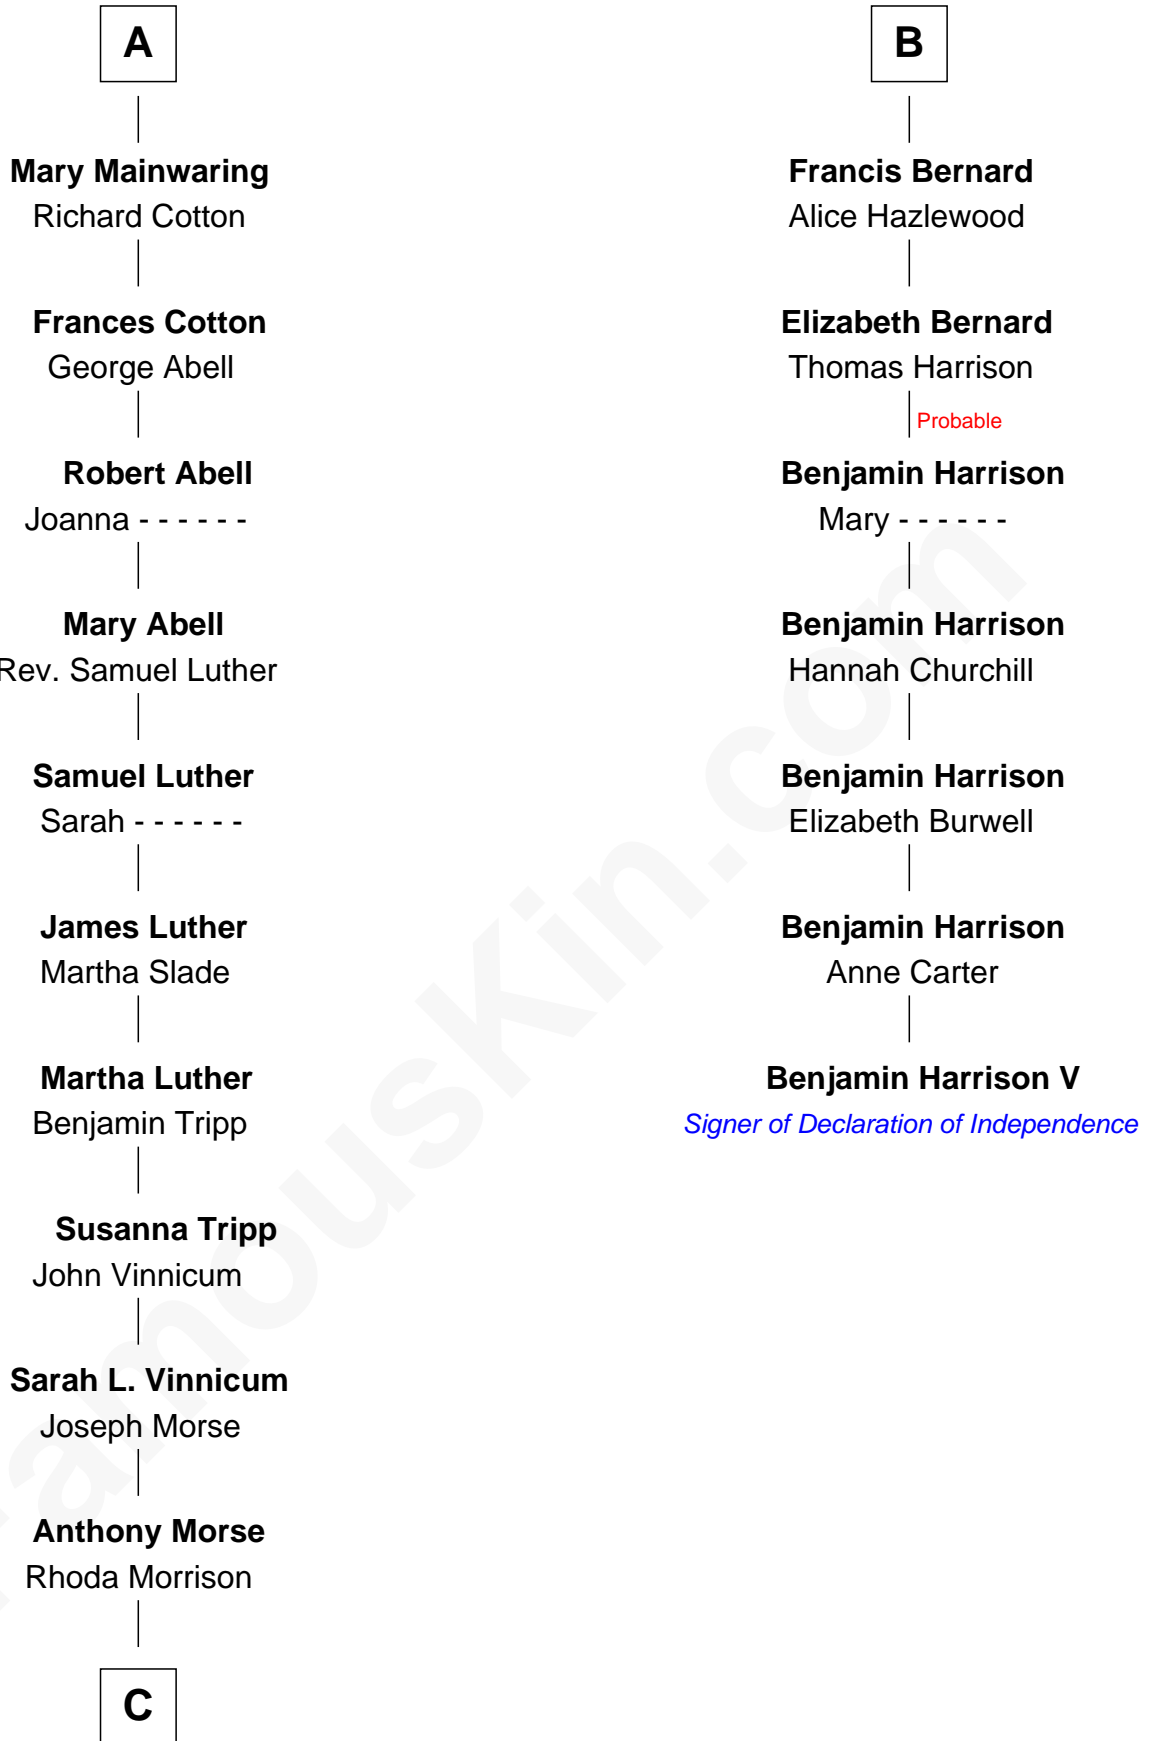 A
Mary Mainwaring
Richard Cotton
Frances Cotton
George Abell
Robert Abell
Joanna - - - - - -
Mary Abell
Rev. Samuel Luther
Samuel Luther
Sarah - - - - - -
James Luther
Martha Slade
Martha Luther
Benjamin Tripp
Susanna Tripp
John Vinnicum
Sarah L. Vinnicum
Joseph Morse
Anthony Morse
Rhoda Morrison
C
B
Francis Bernard
Alice Hazlewood
Elizabeth Bernard
Thomas Harrison
Probable
Benjamin Harrison
Mary - - - - - -
Benjamin Harrison
Hannah Churchill
Benjamin Harrison
Elizabeth Burwell
Benjamin Harrison
Anne Carter
Benjamin Harrison V
Signer of Declaration of Independence
FamousKin.com